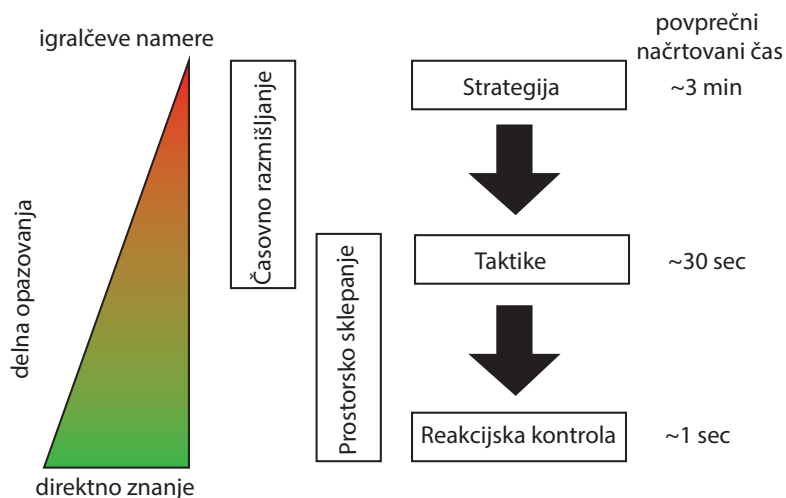 igralčeve namere
povprečni
načrtovani čas
Časovno razmišljanje
Strategija
~3 min
delna opazovanja
Prostorsko sklepanje
Taktike
~30 sec
Reakcijska kontrola
~1 sec
direktno znanje